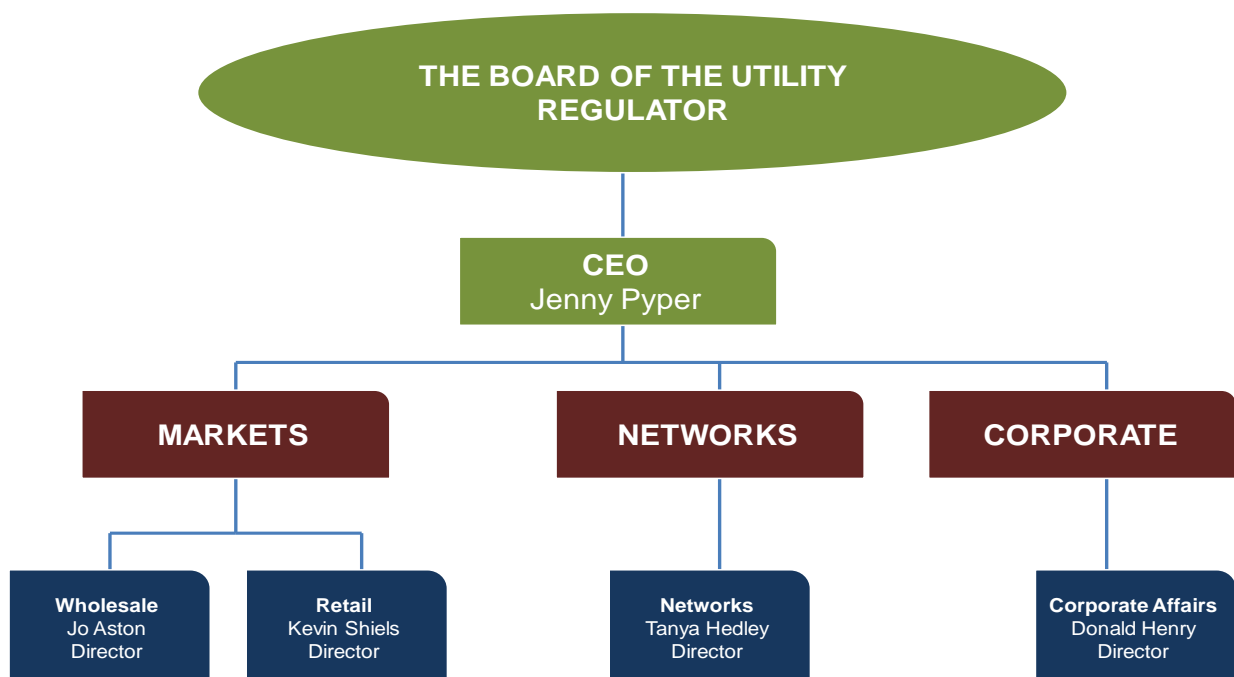 THE BOARD OF THE UTILITY
REGULATOR
CEO
Jenny Pyper
MARKETS
NETWORKS
CORPORATE
Wholesale
Jo Aston
Director
Retail
Kevin Shiels
Director
Networks
Tanya Hedley
Director
Corporate Affairs
Donald Henry
Director